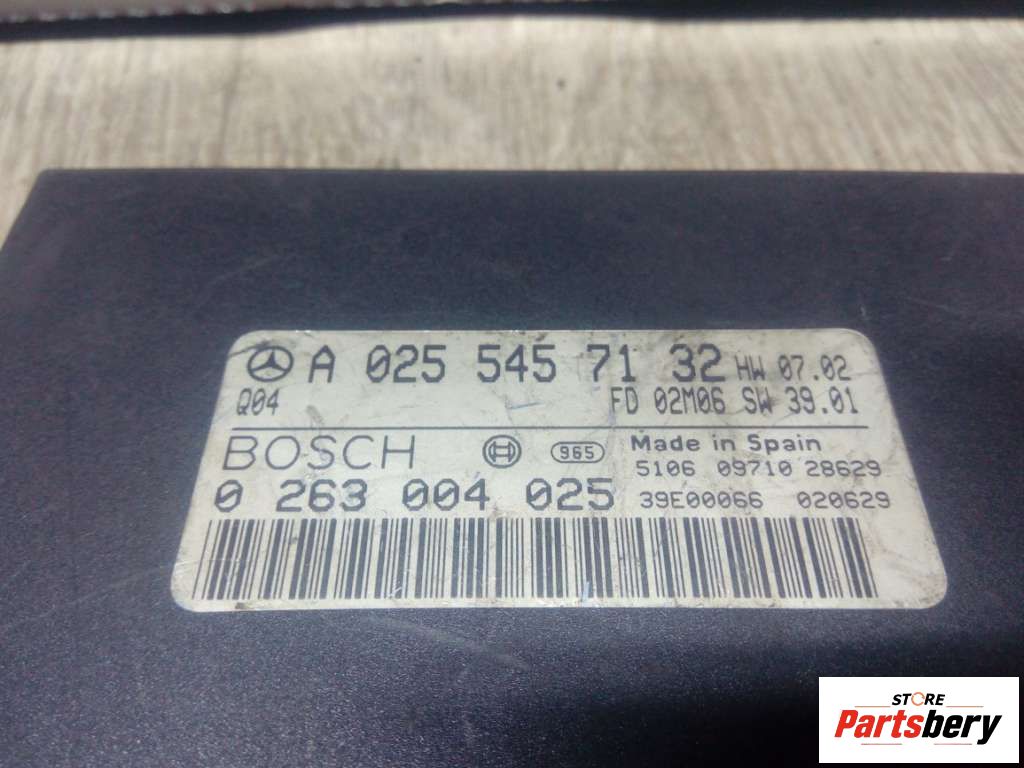 A 025 545 71 32 HW 07.02
Q04 FD 02M06 SW 39.01
BOSCH 965 Made in Spain
5106 09710 28629
0 263 004 025 39E00066 020629
STORE
Partsbery